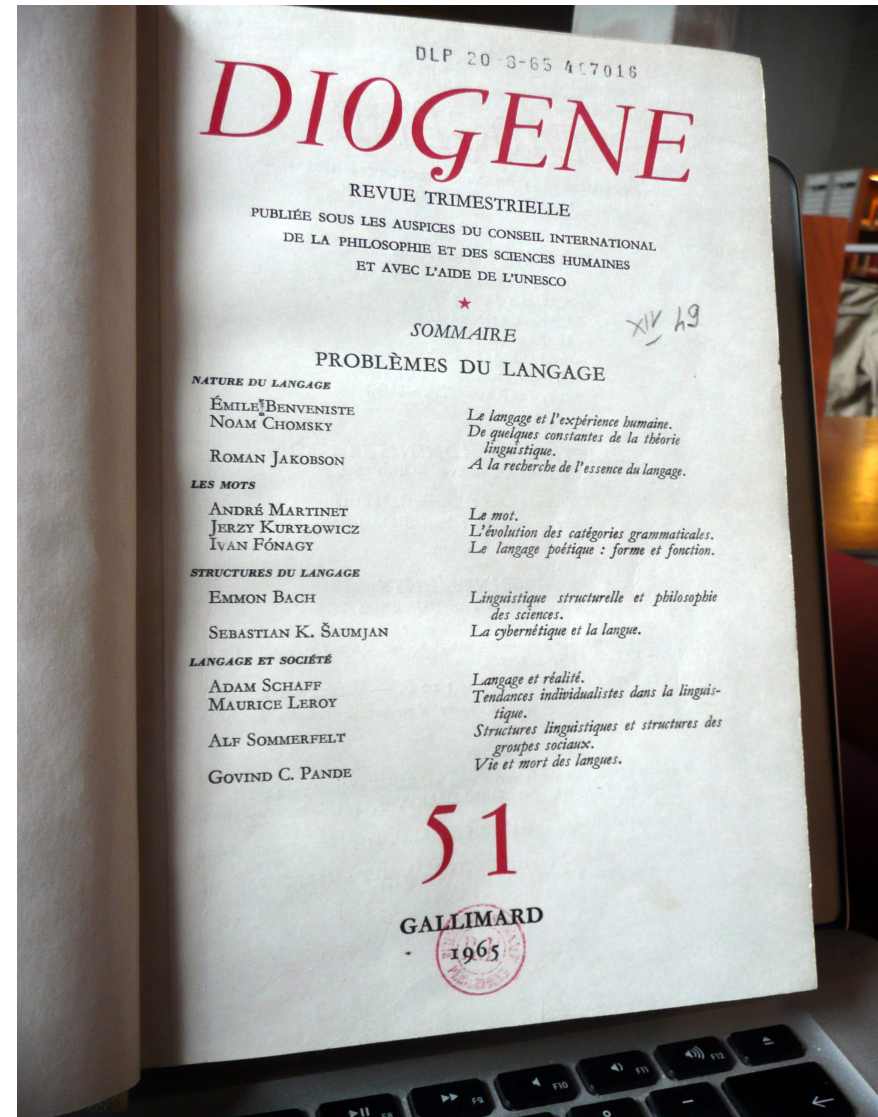 DLP 20-8-65 407016
DIOGENE
REVUE TRIMESTRIELLE
PUBLIÉE SOUS LES AUSPICES DU CONSEIL INTERNATIONAL
DE LA PHILOSOPHIE ET DES SCIENCES HUMAINES
ET AVEC L'AIDE DE L'UNESCO
SOMMAIRE
XIV 49
PROBLÈMES DU LANGAGE
NATURE DU LANGAGE
ÉMILE BENVENISTE Le langage et l'expérience humaine.
NOAM CHOMSKY De quelques constantes de la théorie
linguistique.
ROMAN JAKOBSON A la recherche de l'essence du langage.
LES MOTS
ANDRÉ MARTINET Le mot.
JERZY KURYŁOWICZ L'évolution des catégories grammaticales.
IVAN FÓNAGY Le langage poétique : forme et fonction.
STRUCTURES DU LANGAGE
EMMON BACH Linguistique structurelle et philosophie
des sciences.
SEBASTIAN K. ŠAUMJAN La cybernétique et la langue.
LANGAGE ET SOCIÉTÉ
ADAM SCHAFF Langage et réalité.
MAURICE LEROY Tendances individualistes dans la linguis-
tique.
ALF SOMMERFELT Structures linguistiques et structures des
groupes sociaux.
GOVIND C. PANDE Vie et mort des langues.
51
GALLIMARD
1965
F9 F10 F11 F12